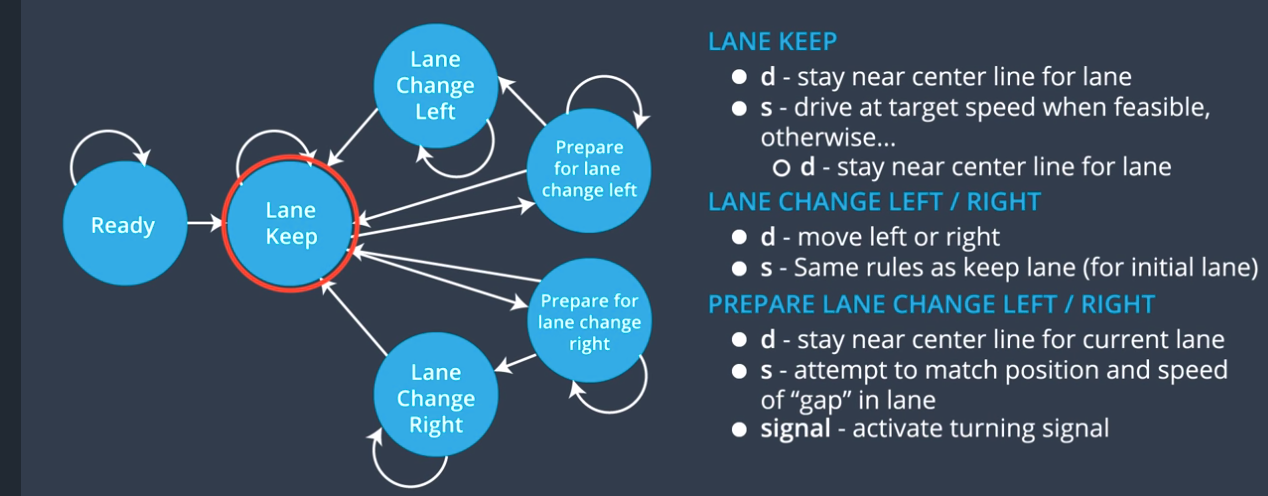 Lane
Change
Left
Prepare
for lane
change left
Ready
Lane
Keep
Prepare for
lane change
right
Lane
Change
Right
LANE KEEP
● d - stay near center line for lane
● s - drive at target speed when feasible,
otherwise...
○ d - stay near center line for lane
LANE CHANGE LEFT / RIGHT
● d - move left or right
● s - Same rules as keep lane (for initial lane)
PREPARE LANE CHANGE LEFT / RIGHT
● d - stay near center line for current lane
● s - attempt to match position and speed
of “gap” in lane
● signal - activate turning signal